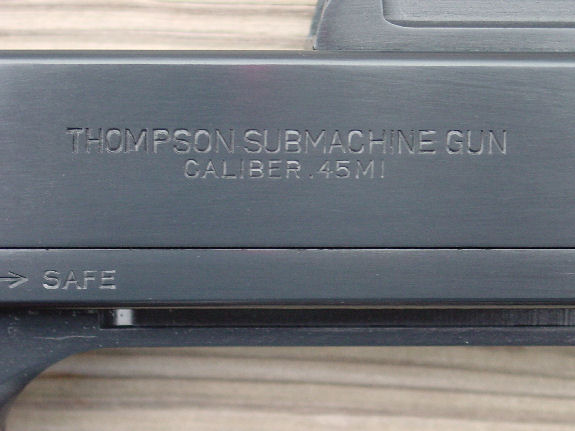 THOMPSON SUBMACHINE GUN
CALIBER .45M1
→ SAFE